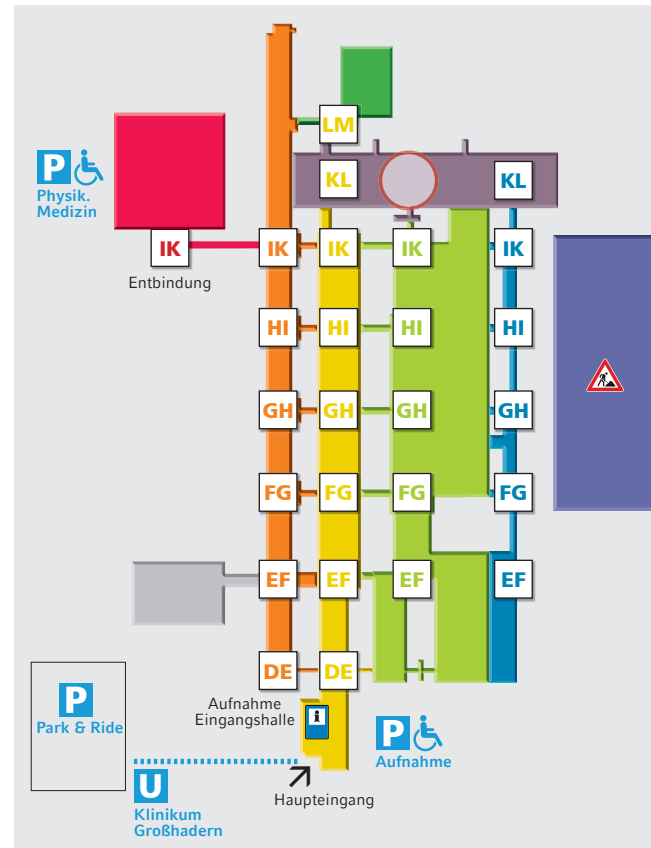 LM
P
Physik.
Medizin
KL KL
IK IK IK IK IK
Entbindung
HI HI HI HI
GH GH GH GH
FG FG FG FG
EF EF EF EF
DE DE
P
Park & Ride
Aufnahme
Eingangshalle
i
P
Aufnahme
U
Klinikum
Großhadern
Haupteingang